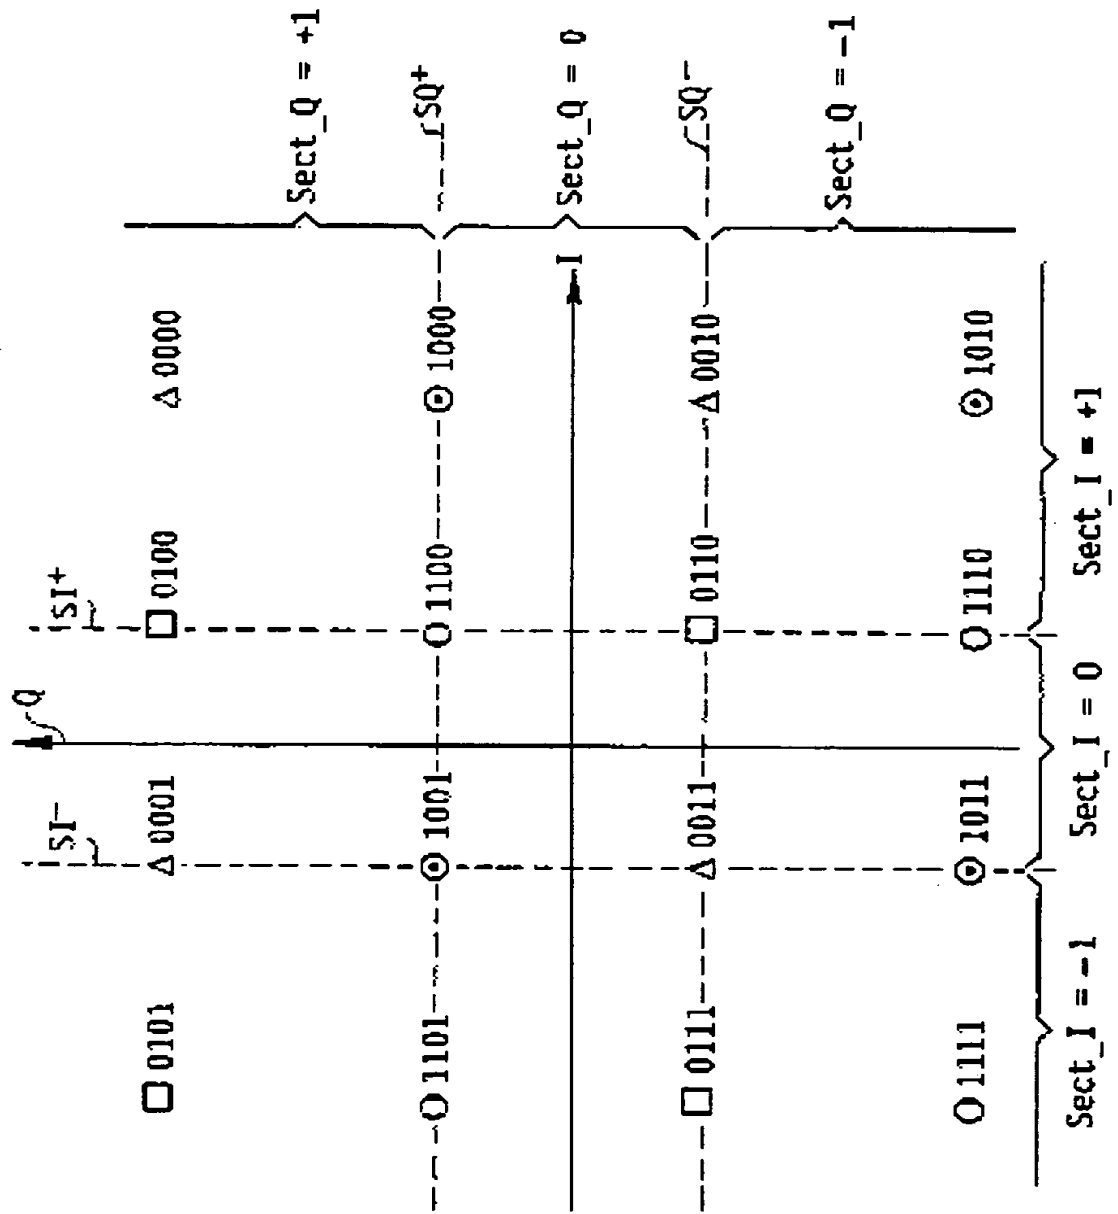 Q
SI⁻
SI⁺
0101 0001 0100 0000
Sect_Q = +1
1101 1001 1100 1000
SQ⁺
I
Sect_Q = 0
0111 0011 0110 0010
SQ⁻
Sect_Q = -1
1111 1011 1110 1010
Sect_I = -1 Sect_I = 0 Sect_I = +1